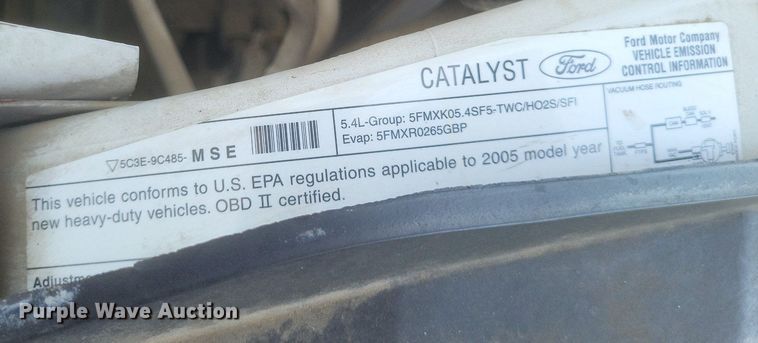 CATALYST
Ford
Ford Motor Company
VEHICLE EMISSION
CONTROL INFORMATION
5.4L-Group: 5FMXK05.4SF5-TWC/HO2S/SFI
Evap: 5FMXR0265GBP
VACUUM HOSE ROUTING
5C3E-9C485- MSE
This vehicle conforms to U.S. EPA regulations applicable to 2005 model year
new heavy-duty vehicles. OBD II certified.
Purple Wave Auction